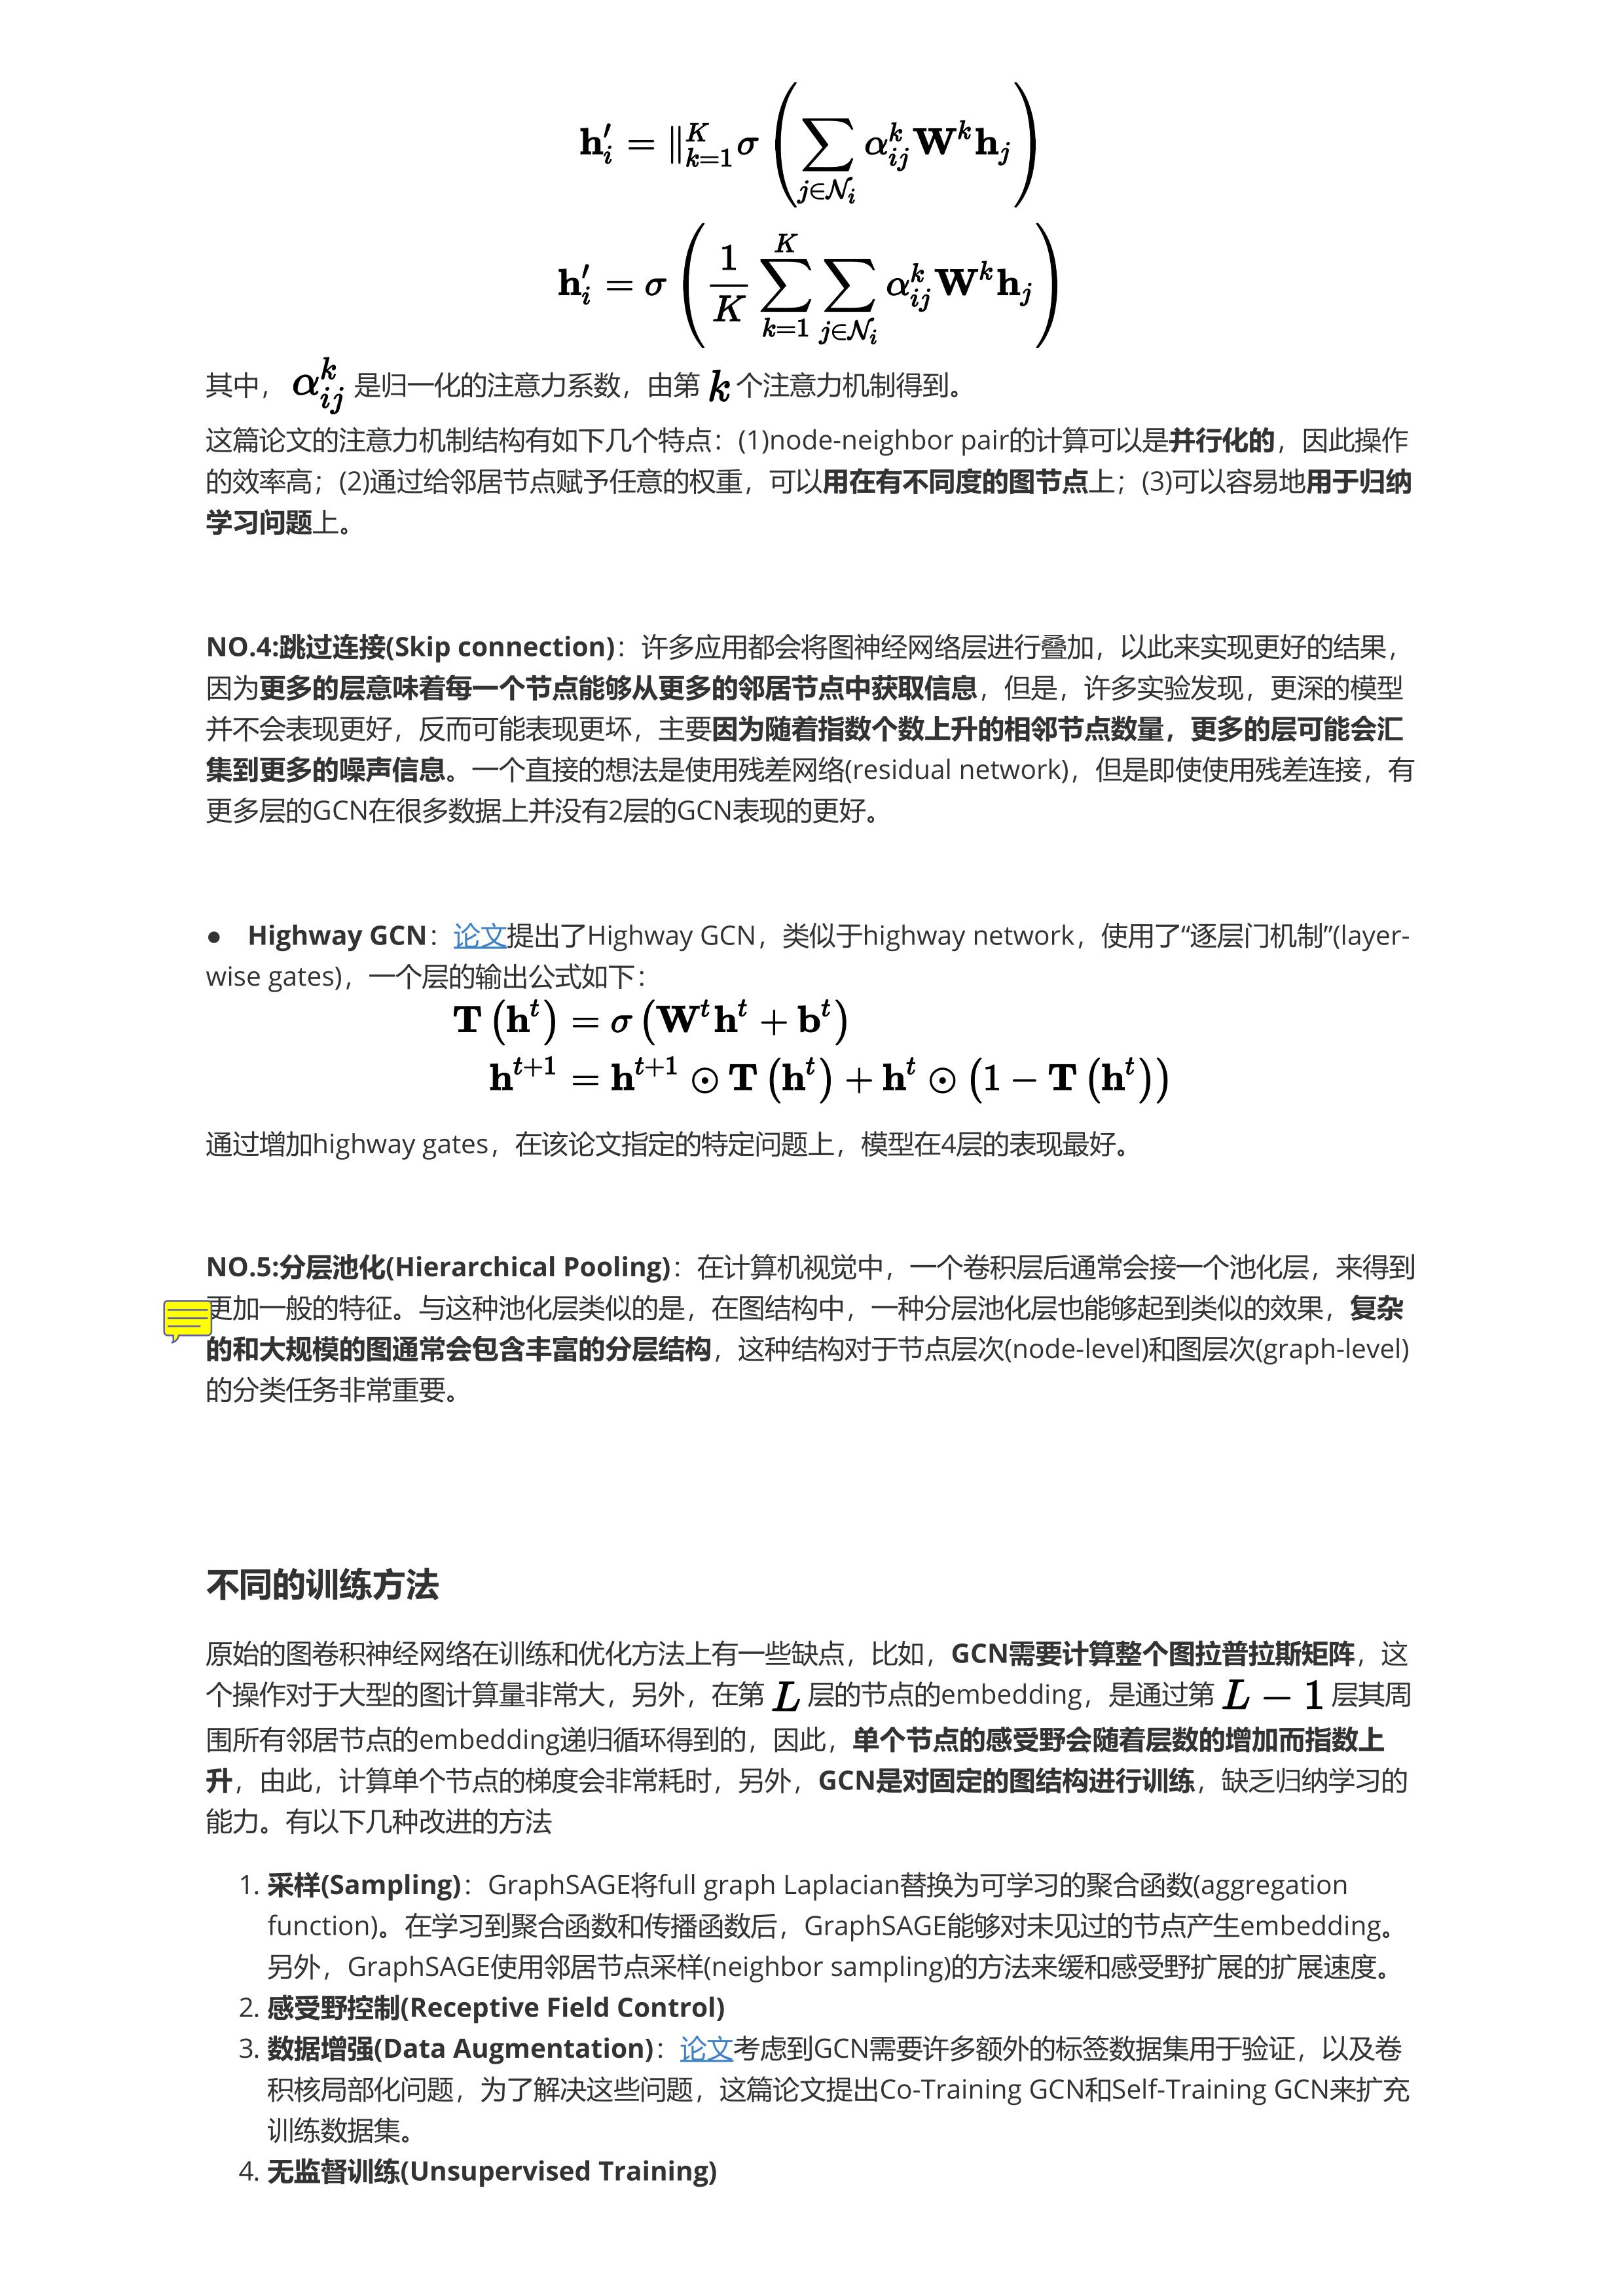 $$\mathbf{h}_i' = \|_{k=1}^{K} \sigma \left( \sum_{j \in \mathcal{N}_i} \alpha_{ij}^{k} \mathbf{W}^{k} \mathbf{h}_j \right)$$
$$\mathbf{h}_i' = \sigma \left( \frac{1}{K} \sum_{k=1}^{K} \sum_{j \in \mathcal{N}_i} \alpha_{ij}^{k} \mathbf{W}^{k} \mathbf{h}_j \right)$$
其中， $\alpha_{ij}^{k}$ 是归一化的注意力系数，由第 $k$ 个注意力机制得到。
这篇论文的注意力机制结构有如下几个特点：(1)node-neighbor pair的计算可以是并行化的，因此操作
的效率高；(2)通过给邻居节点赋予任意的权重，可以用在有不同度的图节点上；(3)可以容易地用于归纳
学习问题上。
NO.4:跳过连接(Skip connection)：许多应用都会将图神经网络层进行叠加，以此来实现更好的结果，
因为更多的层意味着每一个节点能够从更多的邻居节点中获取信息，但是，许多实验发现，更深的模型
并不会表现更好，反而可能表现更坏，主要因为随着指数个数上升的相邻节点数量，更多的层可能会汇
集到更多的噪声信息。一个直接的想法是使用残差网络(residual network)，但是即使使用残差连接，有
更多层的GCN在很多数据上并没有2层的GCN表现的更好。
● Highway GCN：论文提出了Highway GCN，类似于highway network，使用了“逐层门机制”(layer-
wise gates)，一个层的输出公式如下：
$$\mathbf{T}\left(\mathbf{h}^{t}\right) = \sigma\left(\mathbf{W}^{t}\mathbf{h}^{t} + \mathbf{b}^{t}\right)$$
$$\mathbf{h}^{t+1} = \mathbf{h}^{t+1} \odot \mathbf{T}\left(\mathbf{h}^{t}\right) + \mathbf{h}^{t} \odot \left(1 - \mathbf{T}\left(\mathbf{h}^{t}\right)\right)$$
通过增加highway gates，在该论文指定的特定问题上，模型在4层的表现最好。
NO.5:分层池化(Hierarchical Pooling)：在计算机视觉中，一个卷积层后通常会接一个池化层，来得到
更加一般的特征。与这种池化层类似的是，在图结构中，一种分层池化层也能够起到类似的效果，复杂
的和大规模的图通常会包含丰富的分层结构，这种结构对于节点层次(node-level)和图层次(graph-level)
的分类任务非常重要。
不同的训练方法
原始的图卷积神经网络在训练和优化方法上有一些缺点，比如，GCN需要计算整个图拉普拉斯矩阵，这
个操作对于大型的图计算量非常大，另外，在第 $L$ 层的节点的embedding，是通过第 $L-1$ 层其周
围所有邻居节点的embedding递归循环得到的，因此，单个节点的感受野会随着层数的增加而指数上
升，由此，计算单个节点的梯度会非常耗时，另外，GCN是对固定的图结构进行训练，缺乏归纳学习的
能力。有以下几种改进的方法
1. 采样(Sampling)：GraphSAGE将full graph Laplacian替换为可学习的聚合函数(aggregation
function)。在学习到聚合函数和传播函数后，GraphSAGE能够对未见过的节点产生embedding。
另外，GraphSAGE使用邻居节点采样(neighbor sampling)的方法来缓和感受野扩展的扩展速度。
2. 感受野控制(Receptive Field Control)
3. 数据增强(Data Augmentation)：论文考虑到GCN需要许多额外的标签数据集用于验证，以及卷
积核局部化问题，为了解决这些问题，这篇论文提出Co-Training GCN和Self-Training GCN来扩充
训练数据集。
4. 无监督训练(Unsupervised Training)